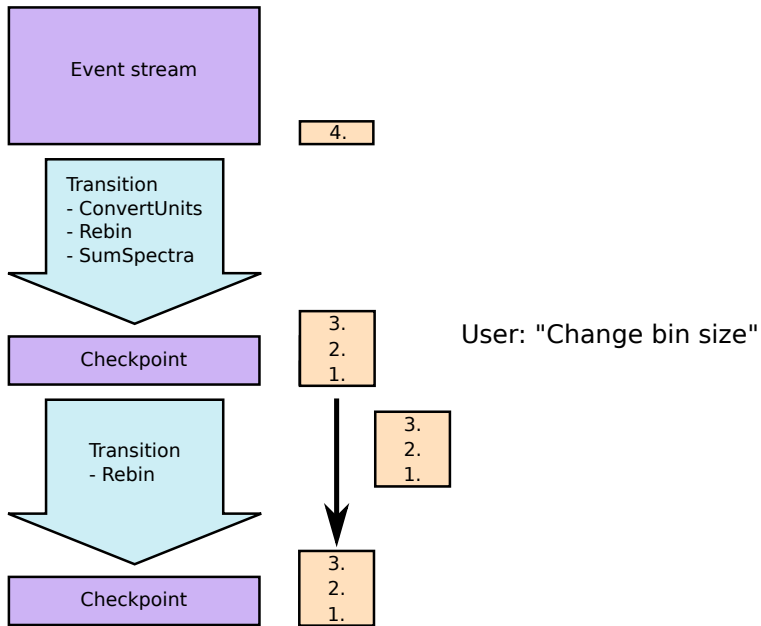 Event stream
4.
Transition
- ConvertUnits
- Rebin
- SumSpectra
3.
2.
1.
User: "Change bin size"
Checkpoint
3.
2.
1.
Transition
- Rebin
3.
2.
1.
Checkpoint